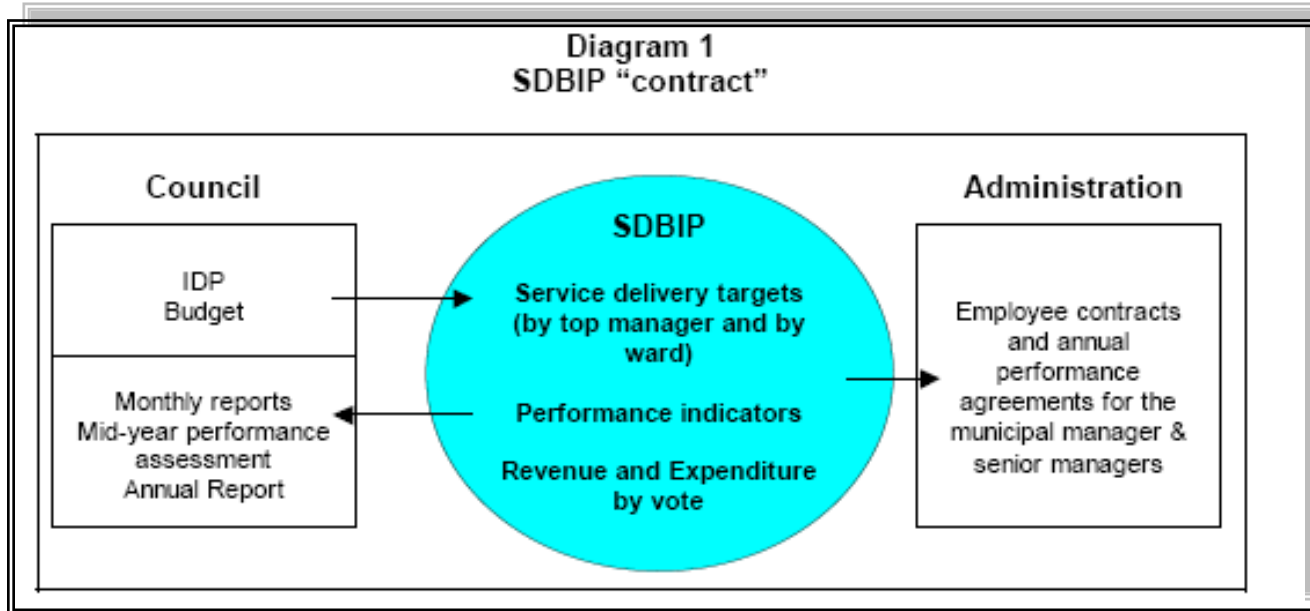 Diagram 1
SDBIP “contract”
Council
IDP
Budget
Monthly reports
Mid-year performance
assessment
Annual Report
SDBIP
Service delivery targets
(by top manager and by
ward)
Performance indicators
Revenue and Expenditure
by vote
Administration
Employee contracts
and annual
performance
agreements for the
municipal manager &
senior managers